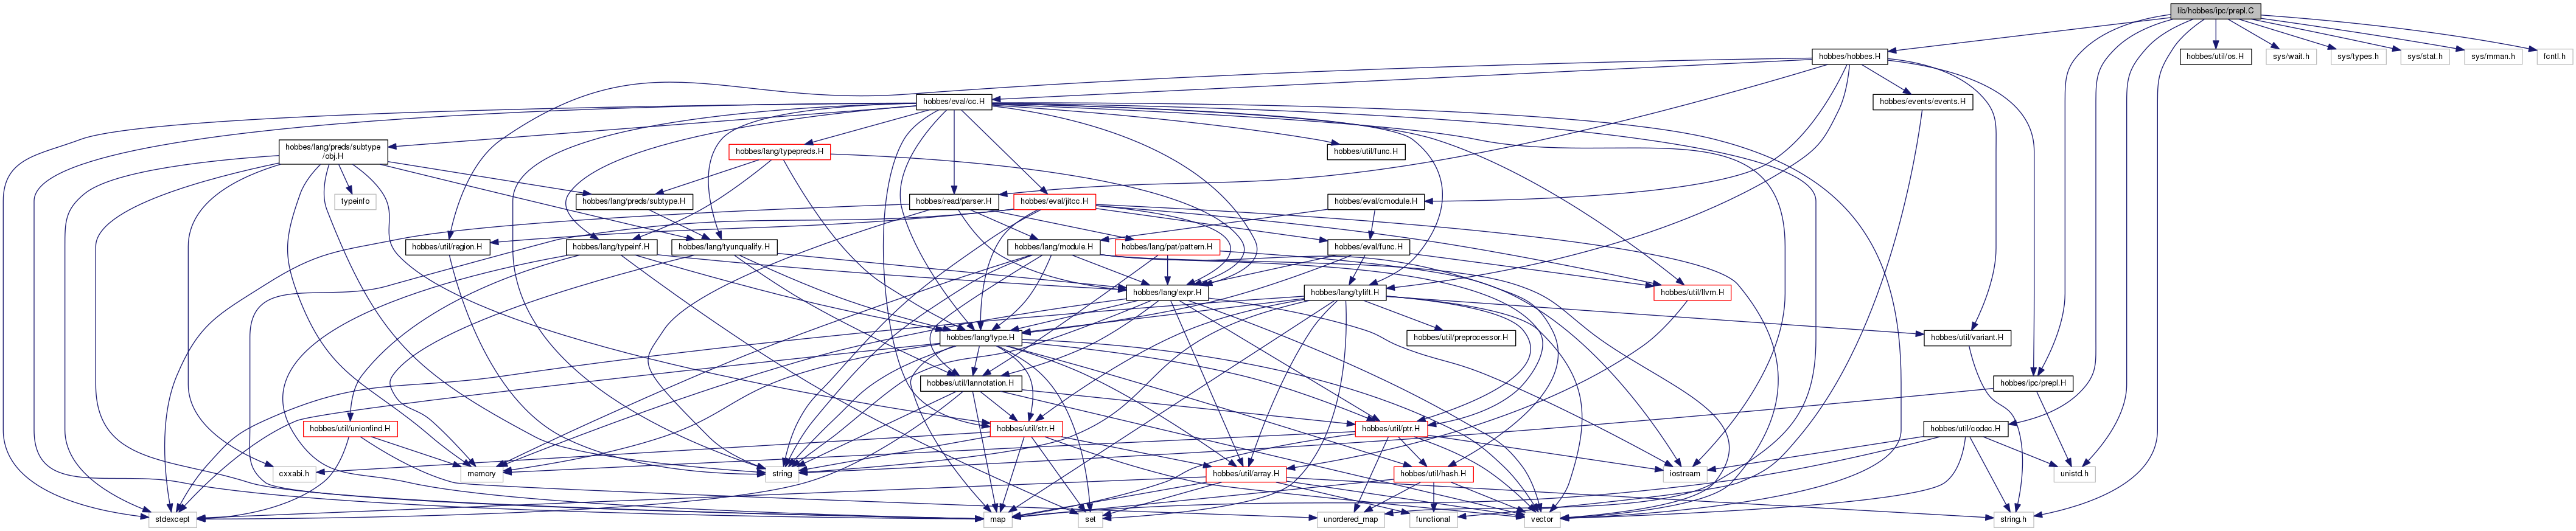 lib/hobbes/ipc/prepl.C
hobbes/hobbes.H
hobbes/util/os.H
sys/wait.h
sys/types.h
sys/stat.h
sys/mman.h
fcntl.h
hobbes/eval/cc.H
hobbes/events/events.H
hobbes/lang/preds/subtype
/obj.H
hobbes/lang/typepreds.H
hobbes/util/func.H
typeinfo
hobbes/lang/preds/subtype.H
hobbes/read/parser.H
hobbes/eval/jitcc.H
hobbes/eval/cmodule.H
hobbes/util/region.H
hobbes/lang/typeinf.H
hobbes/lang/tyunqualify.H
hobbes/lang/module.H
hobbes/lang/pat/pattern.H
hobbes/eval/func.H
hobbes/lang/expr.H
hobbes/lang/tylift.H
hobbes/util/llvm.H
hobbes/lang/type.H
hobbes/util/preprocessor.H
hobbes/util/variant.H
hobbes/util/lannotation.H
hobbes/ipc/prepl.H
hobbes/util/unionfind.H
hobbes/util/str.H
hobbes/util/ptr.H
hobbes/util/codec.H
cxxabi.h
memory
string
hobbes/util/array.H
hobbes/util/hash.H
iostream
unistd.h
stdexcept
map
set
unordered_map
functional
vector
string.h